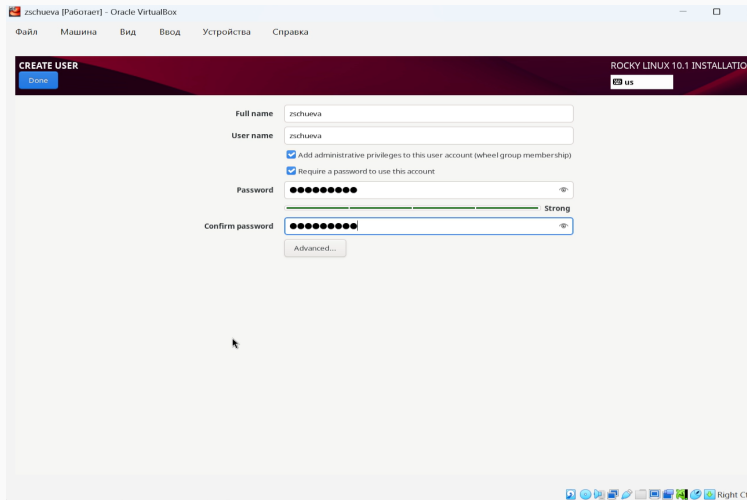 zschueva [Работает] - Oracle VirtualBox
Файл Машина Вид Ввод Устройства Справка
CREATE USER
ROCKY LINUX 10.1 INSTALLATIO
Done
us
Full name zschueva
User name zschueva
Add administrative privileges to this user account (wheel group membership)
Require a password to use this account
Password ●●●●●●●●●
Strong
Confirm password ●●●●●●●●●
Advanced...
Right Ct